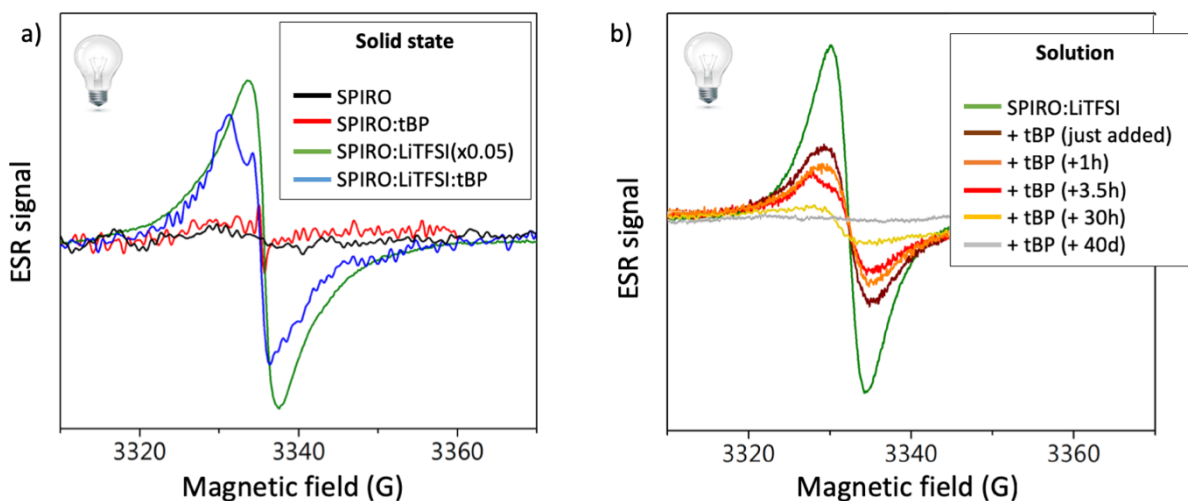 a)
Solid state
SPIRO
SPIRO:tBP
SPIRO:LiTFSI(x0.05)
SPIRO:LiTFSI:tBP
ESR signal
3320
3340
3360
Magnetic field (G)
b)
Solution
SPIRO:LiTFSI
+ tBP (just added)
+ tBP (+1h)
+ tBP (+3.5h)
+ tBP (+ 30h)
+ tBP (+ 40d)
ESR signal
3320
3340
3360
Magnetic field (G)